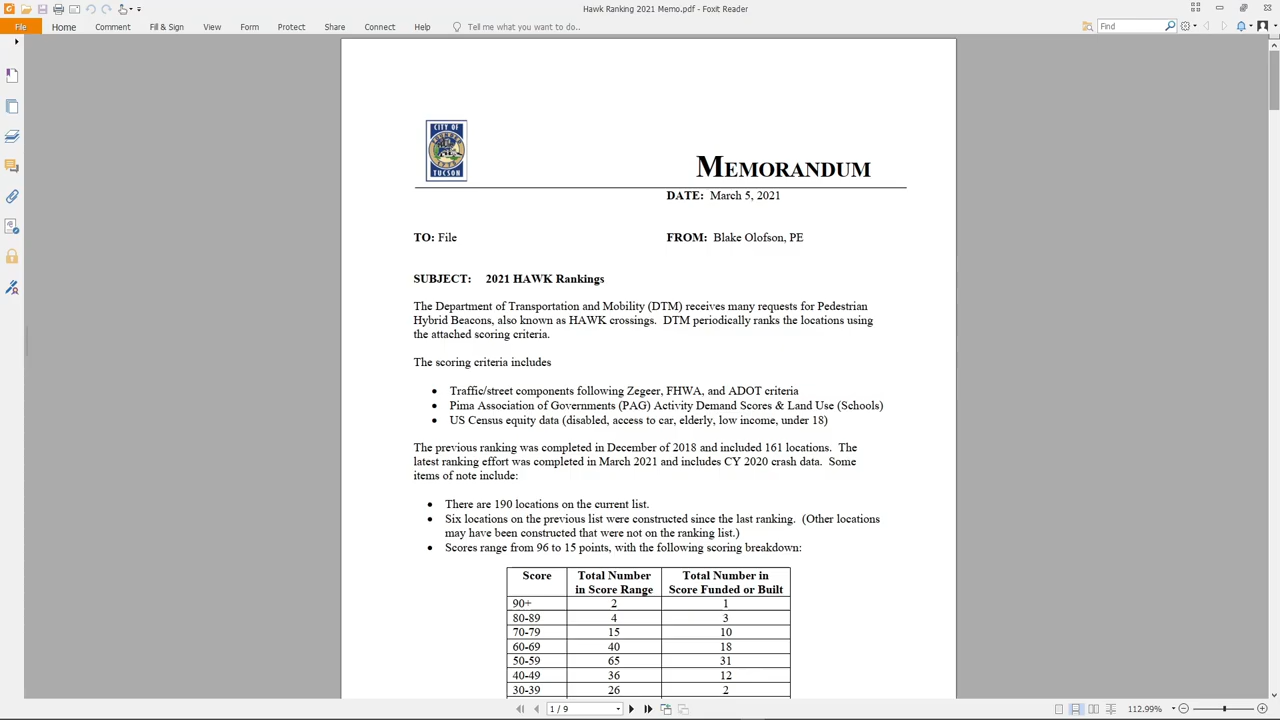 Hawk Ranking 2021 Memo.pdf - Foxit Reader
File Home Comment Fill & Sign View Form Protect Share Connect Help Tell me what you want to do.. Find
CITY OF
TUCSON
MEMORANDUM
DATE: March 5, 2021
TO: File FROM: Blake Olofson, PE
SUBJECT: 2021 HAWK Rankings
The Department of Transportation and Mobility (DTM) receives many requests for Pedestrian
Hybrid Beacons, also known as HAWK crossings. DTM periodically ranks the locations using
the attached scoring criteria.
The scoring criteria includes
• Traffic/street components following Zegeer, FHWA, and ADOT criteria
• Pima Association of Governments (PAG) Activity Demand Scores & Land Use (Schools)
• US Census equity data (disabled, access to car, elderly, low income, under 18)
The previous ranking was completed in December of 2018 and included 161 locations. The
latest ranking effort was completed in March 2021 and includes CY 2020 crash data. Some
items of note include:
• There are 190 locations on the current list.
• Six locations on the previous list were constructed since the last ranking. (Other locations
may have been constructed that were not on the ranking list.)
• Scores range from 96 to 15 points, with the following scoring breakdown:
Score Total Number Total Number in
in Score Range Score Funded or Built
90+ 2 1
80-89 4 3
70-79 15 10
60-69 40 18
50-59 65 31
40-49 36 12
30-39 26 2
1 / 9 112.99%